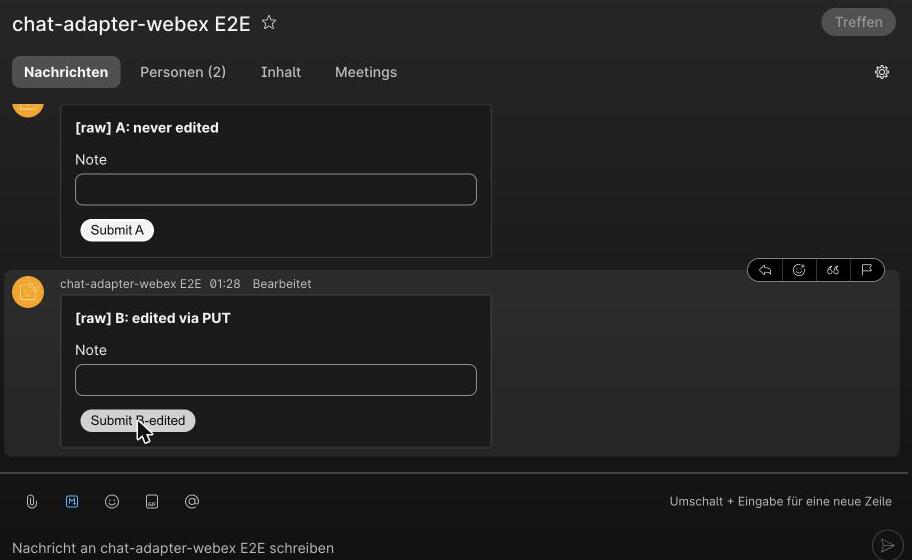 chat-adapter-webex E2E
Treffen
Nachrichten Personen (2) Inhalt Meetings
[raw] A: never edited
Note
Submit A
chat-adapter-webex E2E 01:28 Bearbeitet
[raw] B: edited via PUT
Note
Submit B-edited
GIF
Umschalt + Eingabe für eine neue Zeile
Nachricht an chat-adapter-webex E2E schreiben